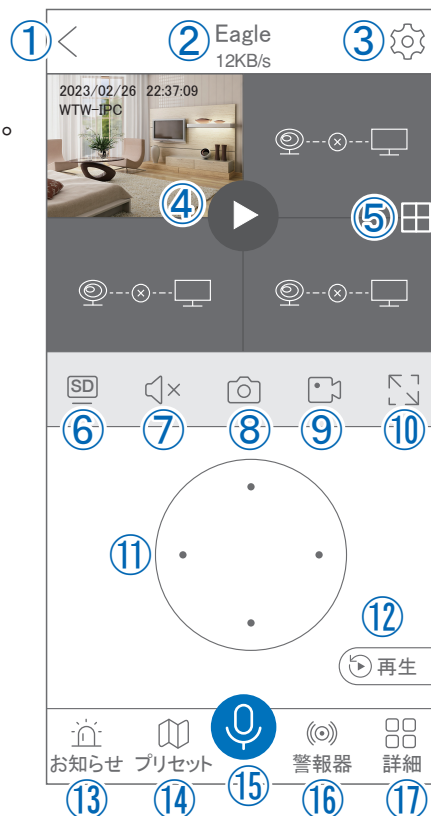 ① ② Eagle ③
12KB/s
。
2023/02/26 22:37:09
WTW-IPC
④
⑤
SD
⑥ ⑦ ⑧ ⑨ ⑩
⑪
⑫
再生
お知らせ プリセット 警報器 詳細
⑬ ⑭ ⑮ ⑯ ⑰